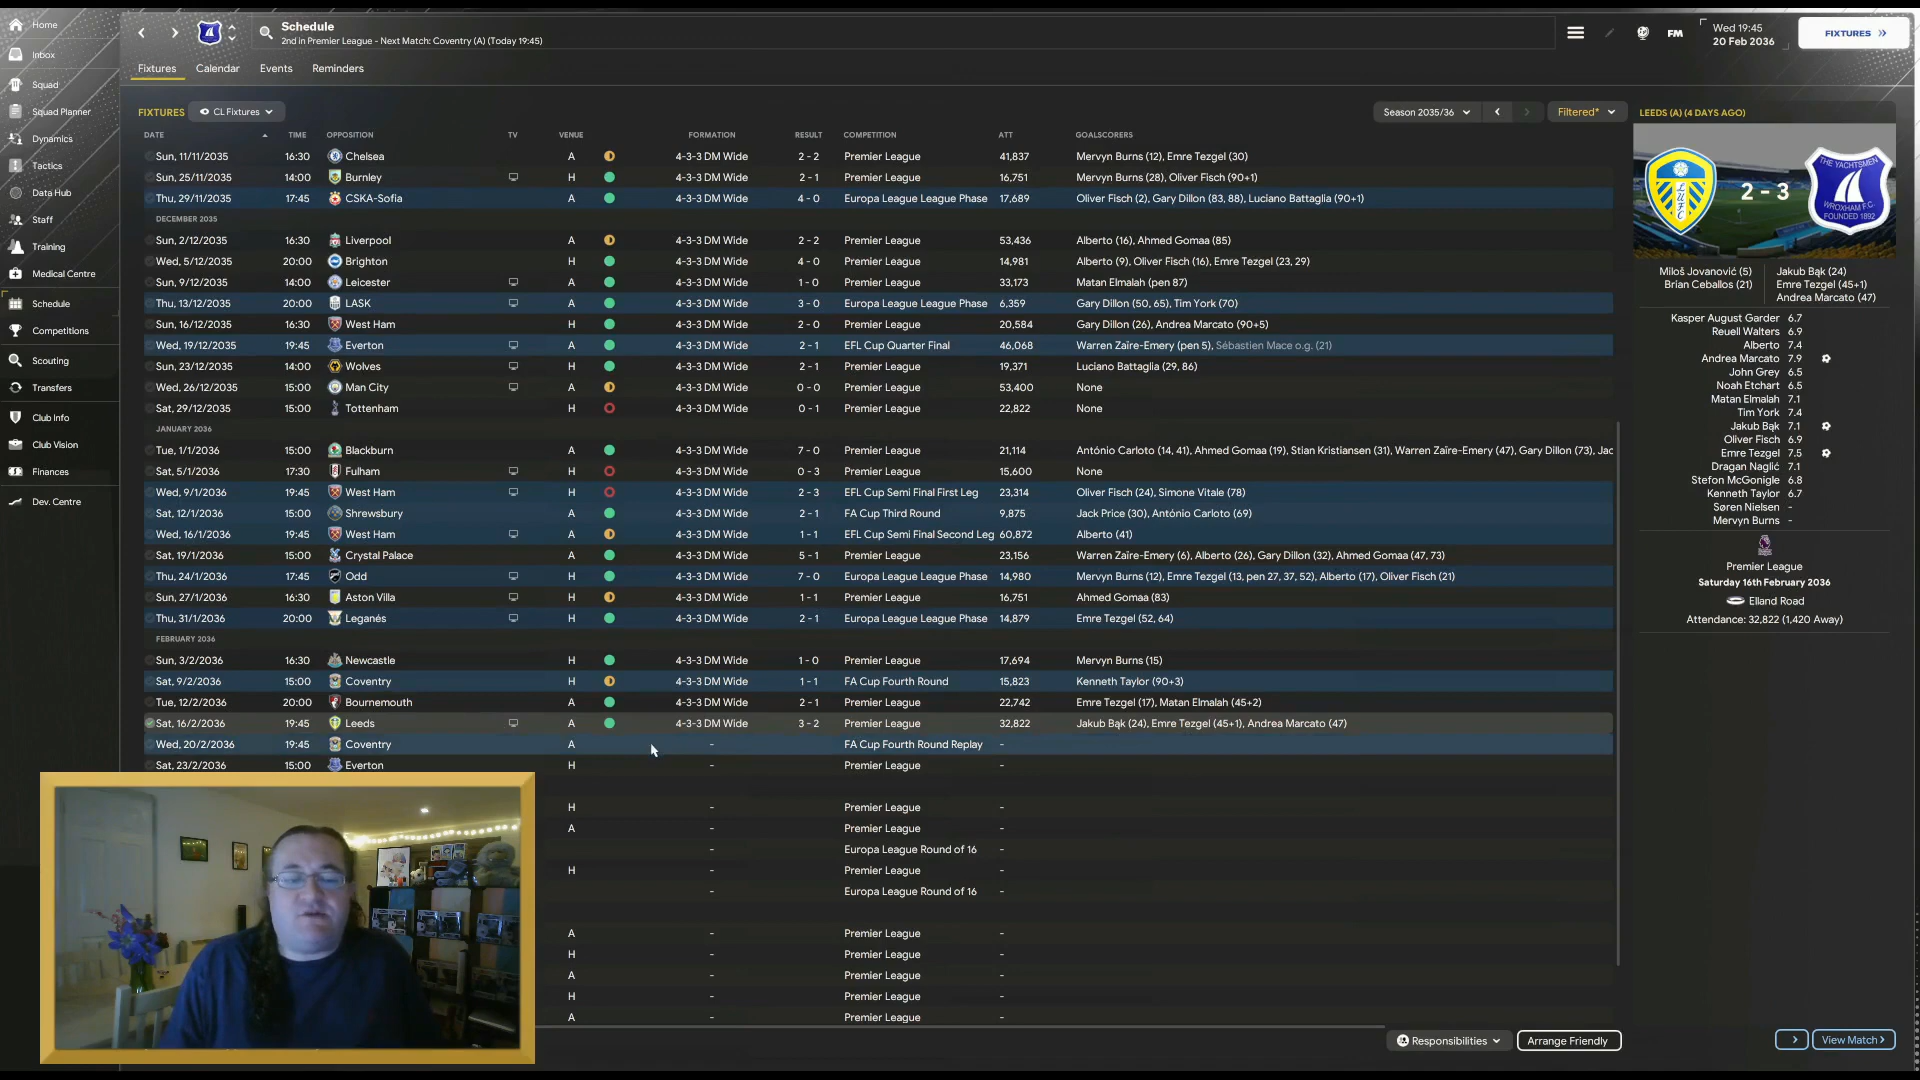 Home
Inbox
Squad
Squad Planner
Dynamics
Tactics
Data Hub
Staff
Training
Medical Centre
Schedule
Competitions
Scouting
Transfers
Club Info
Club Vision
Finances
Dev. Centre
Schedule
2nd in Premier League - Next Match: Coventry (A) (Today 19:45)
FM
Wed 19:45
20 Feb 2036
FIXTURES
Fixtures Calendar Events Reminders
FIXTURES CL Fixtures Season 2035/36 Filtered*
DATE TIME OPPOSITION TV VENUE FORMATION RESULT COMPETITION ATT GOALSCORERS
Sun, 11/11/2035 16:30 Chelsea A 4-3-3 DM Wide 2 - 2 Premier League 41,837 Mervyn Burns (12), Emre Tezgel (30)
Sun, 25/11/2035 14:00 Burnley H 4-3-3 DM Wide 2 - 1 Premier League 16,751 Mervyn Burns (28), Oliver Fisch (90+1)
Thu, 29/11/2035 17:45 CSKA-Sofia A 4-3-3 DM Wide 4 - 0 Europa League League Phase 17,689 Oliver Fisch (2), Gary Dillon (83, 88), Luciano Battaglia (90+1)
DECEMBER 2035
Sun, 2/12/2035 16:30 Liverpool A 4-3-3 DM Wide 2 - 2 Premier League 53,436 Alberto (16), Ahmed Gomaa (85)
Wed, 5/12/2035 20:00 Brighton H 4-3-3 DM Wide 4 - 0 Premier League 14,981 Alberto (9), Oliver Fisch (16), Emre Tezgel (23, 29)
Sun, 9/12/2035 14:00 Leicester A 4-3-3 DM Wide 1 - 0 Premier League 33,173 Matan Elmalah (pen 87)
Thu, 13/12/2035 20:00 LASK A 4-3-3 DM Wide 3 - 0 Europa League League Phase 6,359 Gary Dillon (50, 65), Tim York (70)
Sun, 16/12/2035 16:30 West Ham H 4-3-3 DM Wide 2 - 0 Premier League 20,584 Gary Dillon (26), Andrea Marcato (90+5)
Wed, 19/12/2035 19:45 Everton A 4-3-3 DM Wide 2 - 1 EFL Cup Quarter Final 46,068 Warren Zaïre-Emery (pen 5), Sébastien Mace o.g. (21)
Sun, 23/12/2035 14:00 Wolves H 4-3-3 DM Wide 2 - 1 Premier League 19,371 Luciano Battaglia (29, 86)
Wed, 26/12/2035 15:00 Man City A 4-3-3 DM Wide 0 - 0 Premier League 53,400 None
Sat, 29/12/2035 15:00 Tottenham H 4-3-3 DM Wide 0 - 1 Premier League 22,822 None
JANUARY 2036
Tue, 1/1/2036 15:00 Blackburn A 4-3-3 DM Wide 7 - 0 Premier League 21,114 António Carloto (14, 41), Ahmed Gomaa (19), Stian Kristiansen (31), Warren Zaïre-Emery (47), Gary Dillon (73), Jac
Sat, 5/1/2036 17:30 Fulham H 4-3-3 DM Wide 0 - 3 Premier League 15,600 None
Wed, 9/1/2036 19:45 West Ham H 4-3-3 DM Wide 2 - 3 EFL Cup Semi Final First Leg 23,314 Oliver Fisch (24), Simone Vitale (78)
Sat, 12/1/2036 15:00 Shrewsbury A 4-3-3 DM Wide 2 - 1 FA Cup Third Round 9,875 Jack Price (30), António Carloto (69)
Wed, 16/1/2036 19:45 West Ham A 4-3-3 DM Wide 1 - 1 EFL Cup Semi Final Second Leg 60,872 Alberto (41)
Sat, 19/1/2036 15:00 Crystal Palace A 4-3-3 DM Wide 5 - 1 Premier League 23,156 Warren Zaïre-Emery (6), Alberto (26), Gary Dillon (32), Ahmed Gomaa (47, 73)
Thu, 24/1/2036 17:45 Odd H 4-3-3 DM Wide 7 - 0 Europa League League Phase 14,980 Mervyn Burns (12), Emre Tezgel (13, pen 27, 37, 52), Alberto (17), Oliver Fisch (21)
Sun, 27/1/2036 16:30 Aston Villa H 4-3-3 DM Wide 1 - 1 Premier League 16,751 Ahmed Gomaa (83)
Thu, 31/1/2036 20:00 Leganés H 4-3-3 DM Wide 2 - 1 Europa League League Phase 14,879 Emre Tezgel (52, 64)
FEBRUARY 2036
Sun, 3/2/2036 16:30 Newcastle H 4-3-3 DM Wide 1 - 0 Premier League 17,694 Mervyn Burns (15)
Sat, 9/2/2036 15:00 Coventry H 4-3-3 DM Wide 1 - 1 FA Cup Fourth Round 15,823 Kenneth Taylor (90+3)
Tue, 12/2/2036 20:00 Bournemouth A 4-3-3 DM Wide 2 - 1 Premier League 22,742 Emre Tezgel (17), Matan Elmalah (45+2)
Sat, 16/2/2036 19:45 Leeds A 4-3-3 DM Wide 3 - 2 Premier League 32,822 Jakub Bąk (24), Emre Tezgel (45+1), Andrea Marcato (47)
Wed, 20/2/2036 19:45 Coventry A - FA Cup Fourth Round Replay -
Sat, 23/2/2036 15:00 Everton H - Premier League -
H - Premier League -
A - Premier League -
- Europa League Round of 16 -
H - Premier League -
- Europa League Round of 16 -
A - Premier League -
H - Premier League -
A - Premier League -
H - Premier League -
A - Premier League -
Responsibilities Arrange Friendly
LEEDS (A) (4 DAYS AGO)
LUFC
2 - 3
THE YACHTSMEN
WROXHAM F.C.
FOUNDED 1892
Miloš Jovanović (5) Jakub Bąk (24)
Brian Ceballos (21) Emre Tezgel (45+1)
Andrea Marcato (47)
Kasper August Garder 6.7
Reuell Walters 6.9
Alberto 7.4
Andrea Marcato 7.9
John Grey 6.5
Noah Etchart 6.5
Matan Elmalah 7.1
Tim York 7.4
Jakub Bąk 7.1
Oliver Fisch 6.9
Emre Tezgel 7.5
Dragan Naglić 7.1
Stefon McGonigle 6.8
Kenneth Taylor 6.7
Søren Nielsen -
Mervyn Burns -
Premier League
Saturday 16th February 2036
Elland Road
Attendance: 32,822 (1,420 Away)
View Match